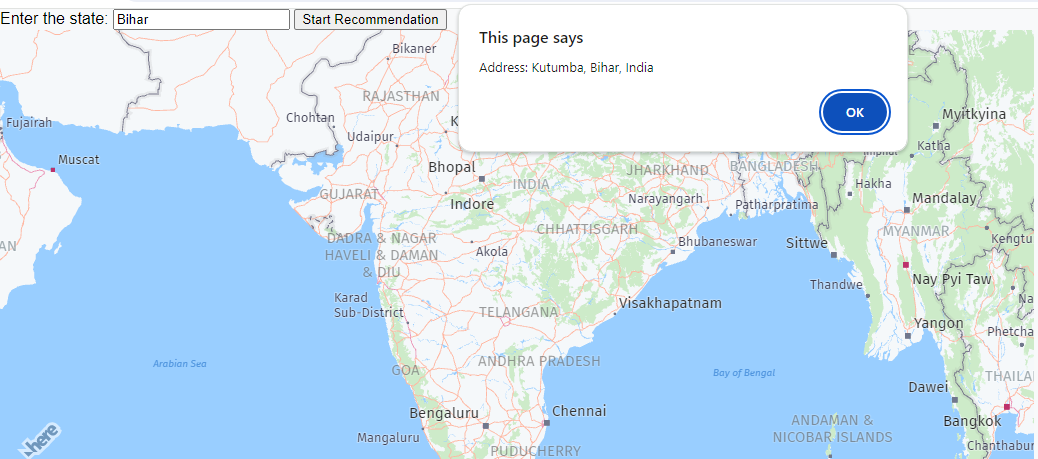 Enter the state: Bihar Start Recommendation
This page says
Address: Kutumba, Bihar, India
OK
Bikaner
RAJASTHAN
Chohtan
Udaipur
Fujairah
Muscat
Bhopal
INDIA
JHARKHAND
BANGLADESH
Myitkyina
Katha
Hakha
Mandalay
GUJARAT
Indore
Narayangarh
Patharpratima
CHHATTISGARH
MYANMAR
Kengtu
DADRA & NAGAR
HAVELI & DAMAN
& DIU
Akola
Bhubaneswar
Sittwe
Nay Pyi Taw
Thandwe
Karad
Sub-District
TELANGANA
Visakhapatnam
Yangon
Phetcha
Arabian Sea
GOA
ANDHRA PRADESH
Bay of Bengal
THAILA
Dawei
Bengaluru
Chennai
Mangaluru
PUDUCHERRY
ANDAMAN &
NICOBAR ISLANDS
Bangkok
Chanthabur
here